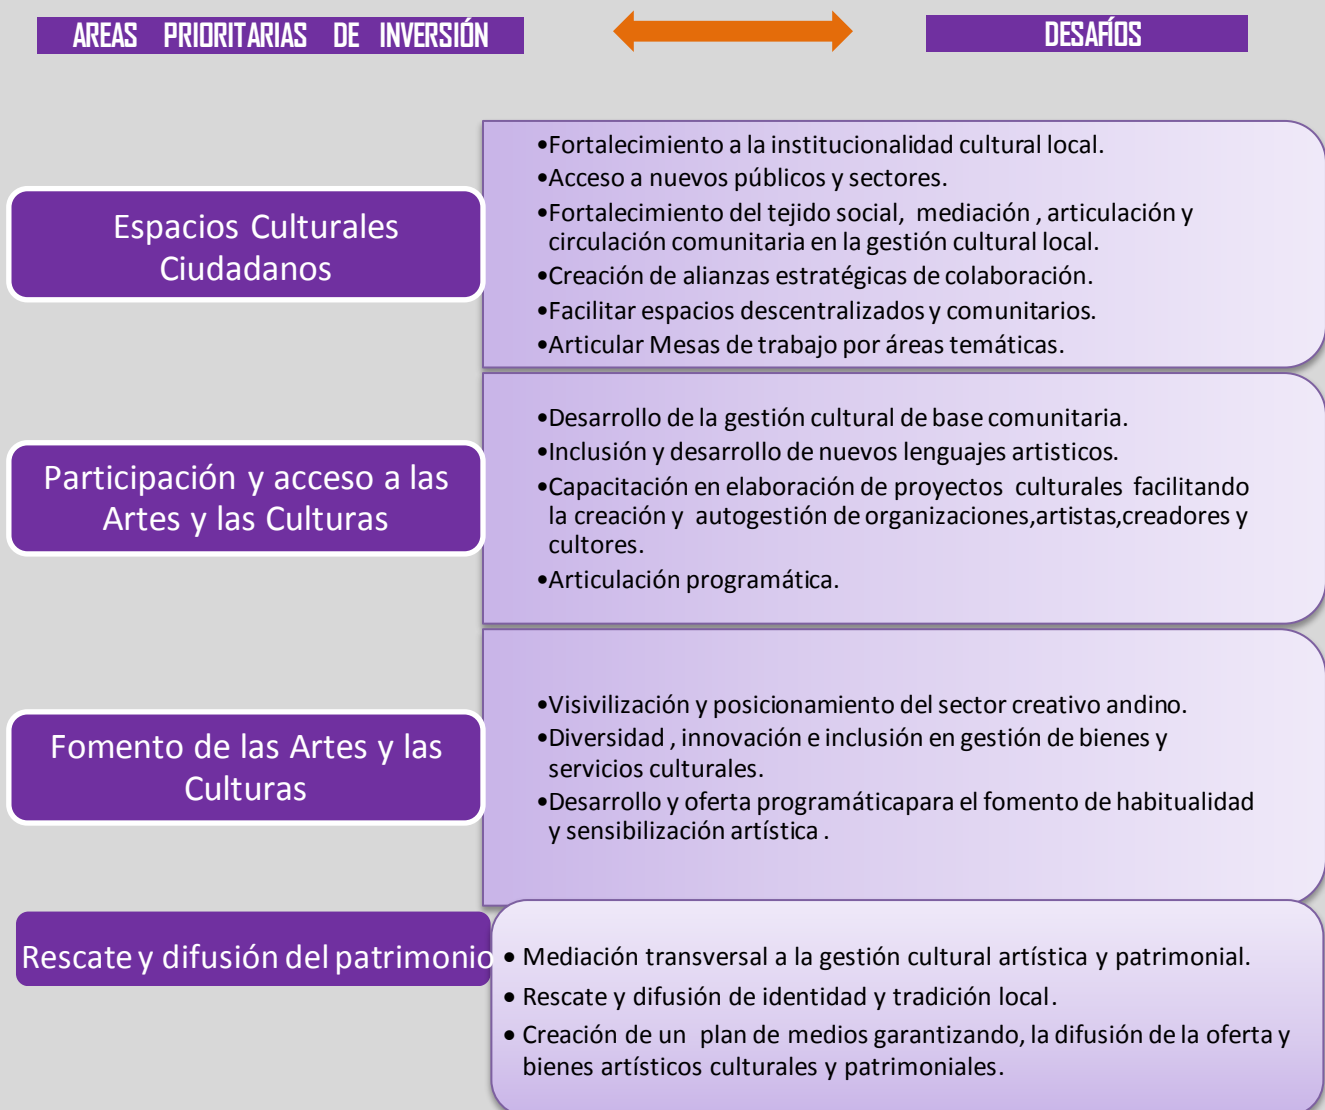 AREAS PRIORITARIAS DE INVERSIÓN
DESAFÍOS
Espacios Culturales
Ciudadanos
•Fortalecimiento a la institucionalidad cultural local.
•Acceso a nuevos públicos y sectores.
•Fortalecimiento del tejido social, mediación , articulación y
circulación comunitaria en la gestión cultural local.
•Creación de alianzas estratégicas de colaboración.
•Facilitar espacios descentralizados y comunitarios.
•Articular Mesas de trabajo por áreas temáticas.
Participación y acceso a las
Artes y las Culturas
•Desarrollo de la gestión cultural de base comunitaria.
•Inclusión y desarrollo de nuevos lenguajes artisticos.
•Capacitación en elaboración de proyectos culturales facilitando
la creación y autogestión de organizaciones,artistas,creadores y
cultores.
•Articulación programática.
Fomento de las Artes y las
Culturas
•Visivilización y posicionamiento del sector creativo andino.
•Diversidad , innovación e inclusión en gestión de bienes y
servicios culturales.
•Desarrollo y oferta programáticapara el fomento de habitualidad
y sensibilización artística .
Rescate y difusión del patrimonio
• Mediación transversal a la gestión cultural artística y patrimonial.
• Rescate y difusión de identidad y tradición local.
• Creación de un plan de medios garantizando, la difusión de la oferta y
bienes artísticos culturales y patrimoniales.